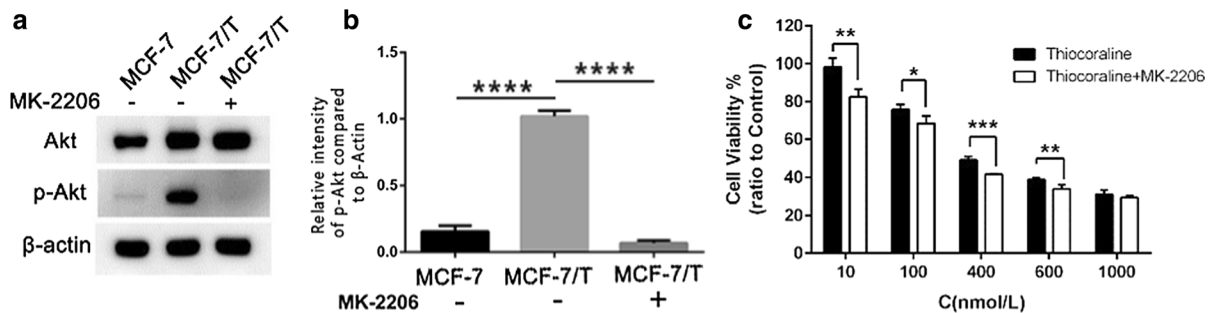 a
MCF-7 MCF-7/T MCF-7/T
MK-2206 - - +
Akt
p-Akt
β-actin
b
Relative intensity
of p-Akt compared
to β-Actin
1.5
1.0
0.5
0.0
**** ****
MCF-7 MCF-7/T MCF-7/T
MK-2206 - - +
c
Cell Viability %
(ratio to Control)
120
100
80
60
40
20
0
** * *** **
Thiocoraline
Thiocoraline+MK-2206
10 100 400 600 1000
C(nmol/L)